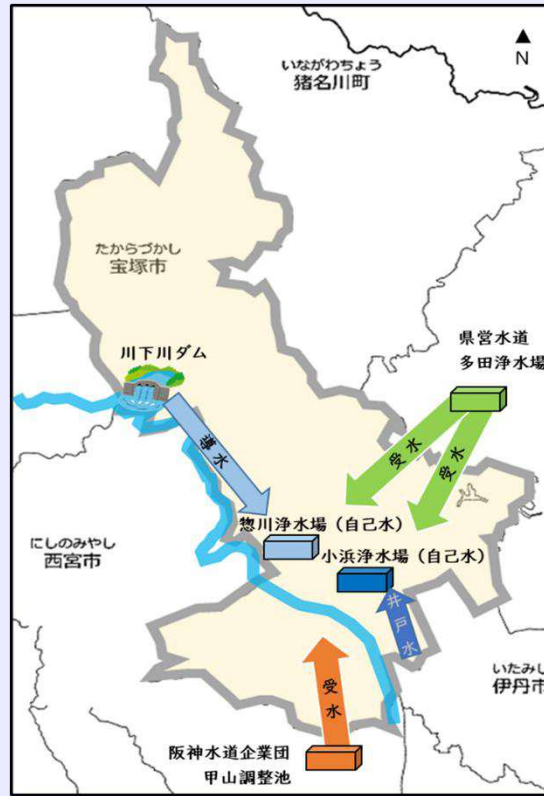 N
いながわちょう
猪名川町
たからづかし
宝塚市
川下川ダム
県営水道
多田浄水場
導水
受水
受水
惣川浄水場（自己水）
小浜浄水場（自己水）
にしのみやし
西宮市
井戸水
いたみし
伊丹市
受水
阪神水道企業団
甲山調整池